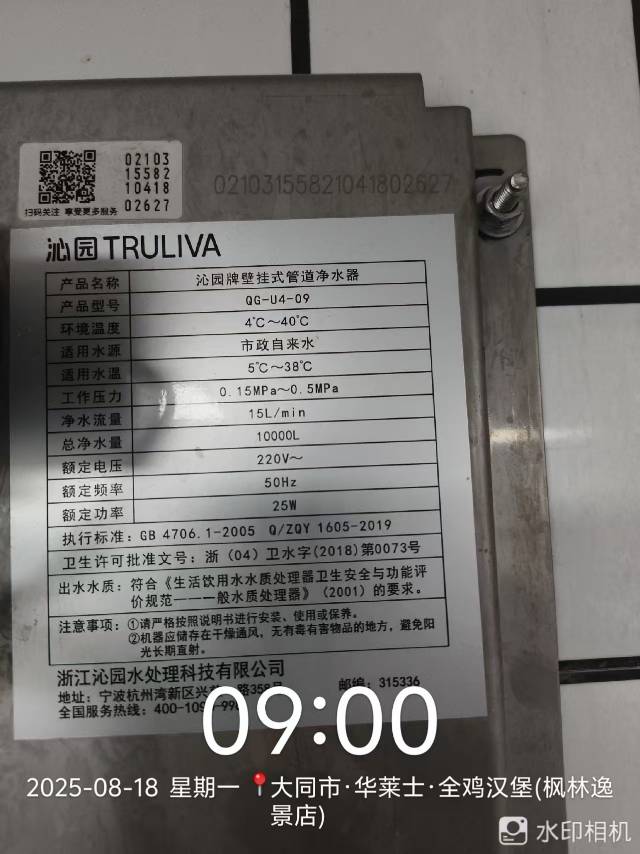 02103
15582
10418
02627
扫码关注 享受更多服务
02103155821041802627
沁园TRULIVA
产品名称 沁园牌壁挂式管道净水器
产品型号 QG-U4-09
环境温度 4℃~40℃
适用水源 市政自来水
适用水温 5℃~38℃
工作压力 0.15MPa~0.5MPa
净水流量 15L/min
总净水量 10000L
额定电压 220V~
额定频率 50Hz
额定功率 25W
执行标准: GB 4706.1-2005 Q/ZQY 1605-2019
卫生许可批准文号: 浙(04)卫水字(2018)第0073号
出水水质: 符合《生活饮用水水质处理器卫生安全与功能评
价规范——一般水质处理器》(2001)的要求。
注意事项: ①请严格按照说明书进行安装、使用或保养。
②机器应储存在干燥通风，无有毒有害物品的地方，避免阳
光长期直射。
浙江沁园水处理科技有限公司
地址: 宁波杭州湾新区兴 358号 邮编: 315336
全国服务热线: 400-109
09:00
2025-08-18 星期一 大同市·华莱士·全鸡汉堡(枫林逸
景店)
水印相机